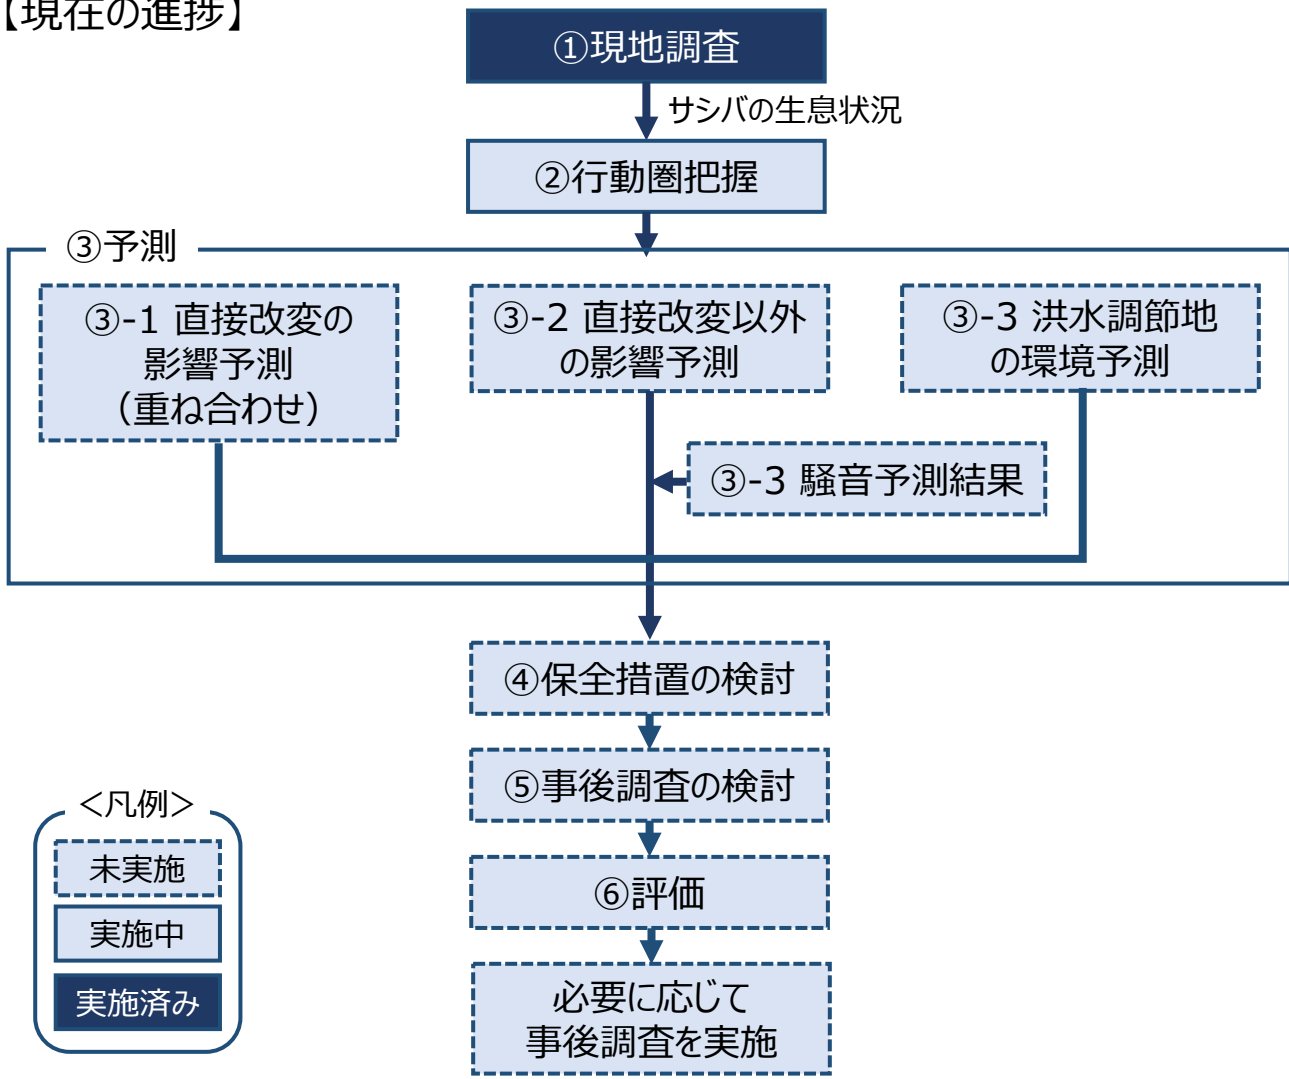 【現在の進捗】
①現地調査
サシバの生息状況
②行動圏把握
③予測
③-1 直接改変の
影響予測
（重ね合わせ）
③-2 直接改変以外
の影響予測
③-3 洪水調節地
の環境予測
③-3 騒音予測結果
④保全措置の検討
⑤事後調査の検討
⑥評価
必要に応じて
事後調査を実施
＜凡例＞
未実施
実施中
実施済み